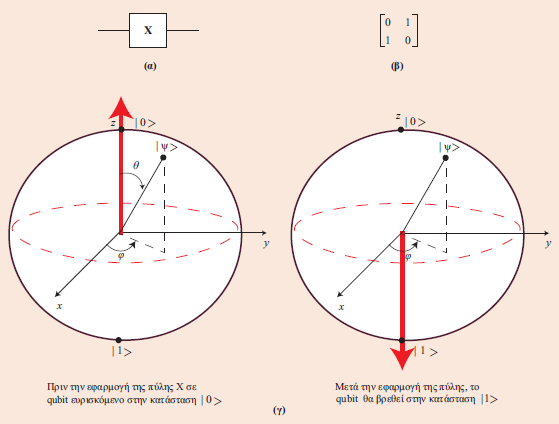 X
0 1
1 0
(α)
(β)
z | 0 >
| ψ >
θ
φ
y
x
| 1 >
z | 0 >
| ψ >
φ
y
x
| 1 >
Πριν την εφαρμογή της πύλης X σε
qubit ευρισκόμενο στην κατάσταση | 0 >
Μετά την εφαρμογή της πύλης, το
qubit θα βρεθεί στην κατάσταση |1>
(γ)